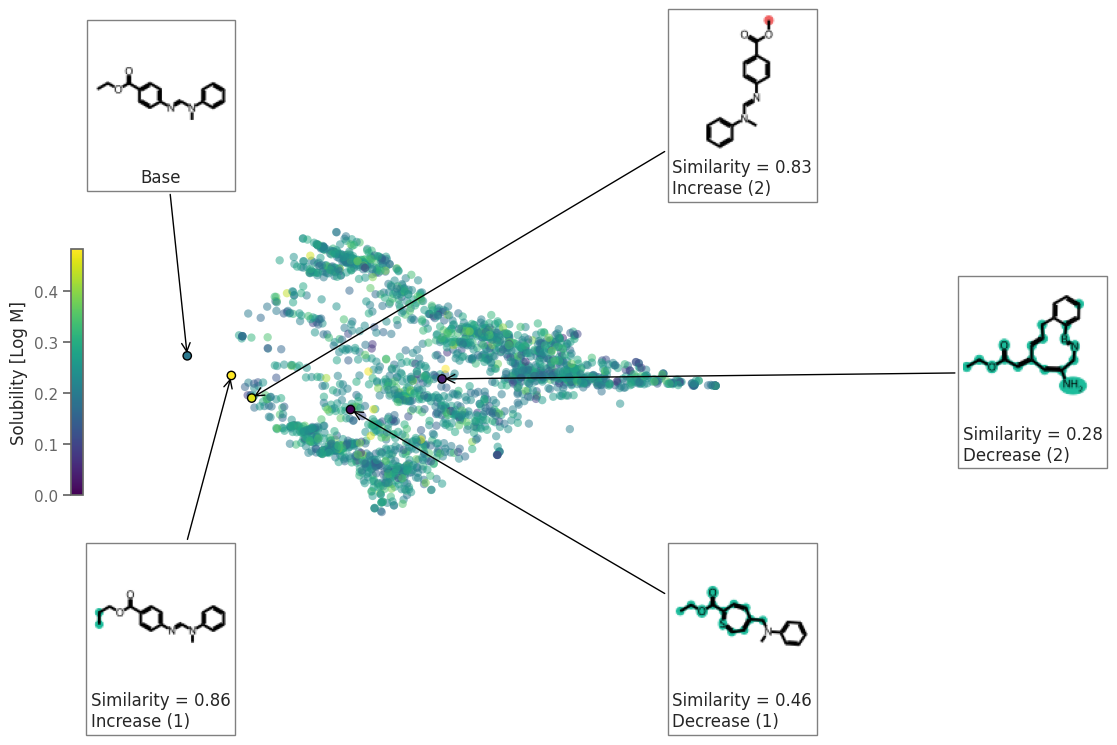 Base
Similarity = 0.83
Increase (2)
Solubility [Log M]
0.4
0.3
0.2
0.1
0.0
Similarity = 0.28
Decrease (2)
Similarity = 0.86
Increase (1)
Similarity = 0.46
Decrease (1)
O
O
N
N
O
O
N
N
O
O
N
NH2
O
O
N
N
O
O
S
N